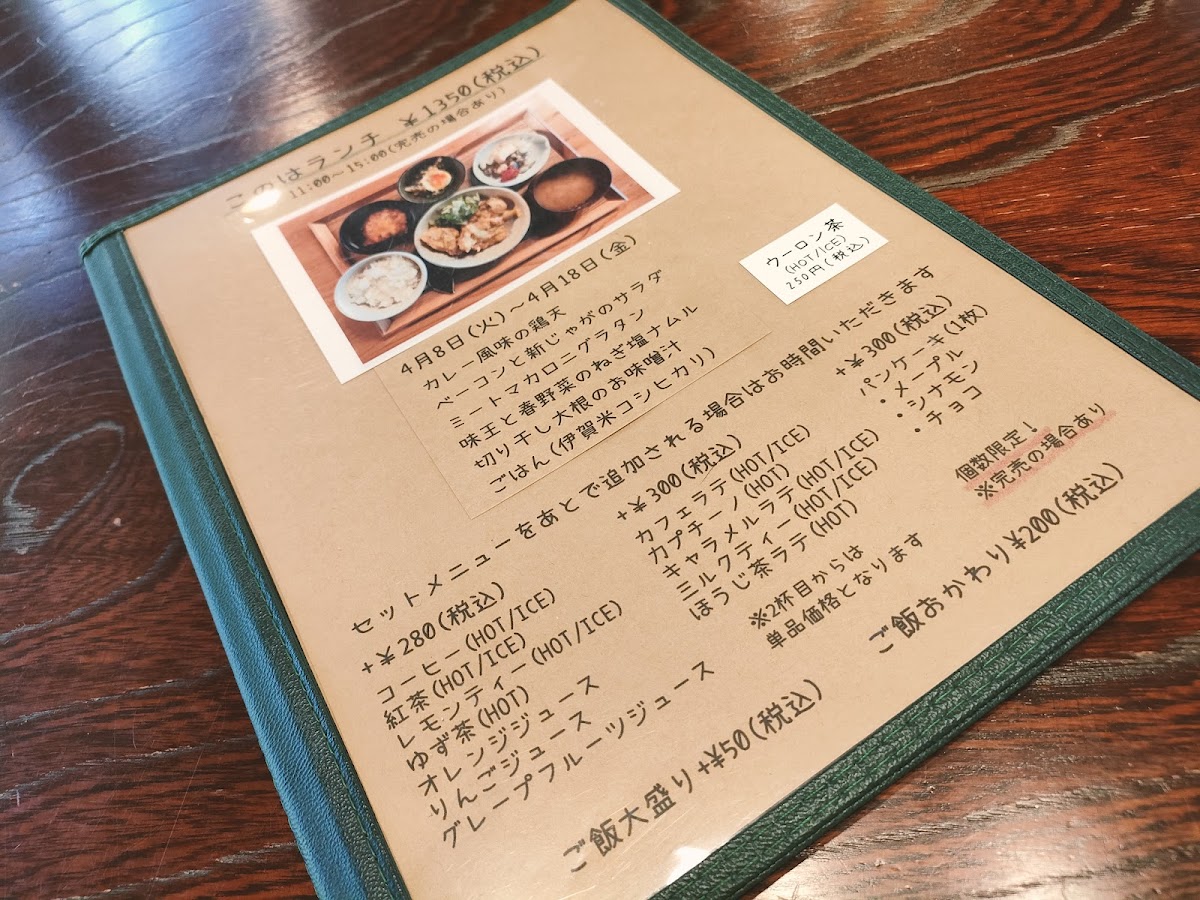 このはランチ ￥1350(税込)
11:00〜15:00(完売の場合あり)
4月8日(火)〜4月18日(金)
カレー風味の鶏天
ベーコンと新じゃがのサラダ
ミートマカロニグラタン
味王と春野菜のねぎ塩ナムル
切り干し大根のお味噌汁
ごはん(伊賀米コシヒカリ)
ウーロン茶
(HOT/ICE)
250円(税込)
セットメニューをあとで追加される場合はお時間いただきます
+￥280(税込)
コーヒー(HOT/ICE)
紅茶(HOT/ICE)
レモンティー(HOT/ICE)
ゆず茶(HOT)
オレンジジュース
りんごジュース
グレープフルーツジュース
+￥300(税込)
カフェラテ(HOT/ICE)
カプチーノ(HOT)
キャラメルラテ(HOT/ICE)
ミルクティー(HOT/ICE)
ほうじ茶ラテ(HOT)
※2杯目からは
単品価格となります
+￥300(税込)
パンケーキ(1枚)
・メープル
・シナモン
・チョコ
個数限定！
※完売の場合あり
ご飯大盛り+￥50(税込)
ご飯おかわり￥200(税込)